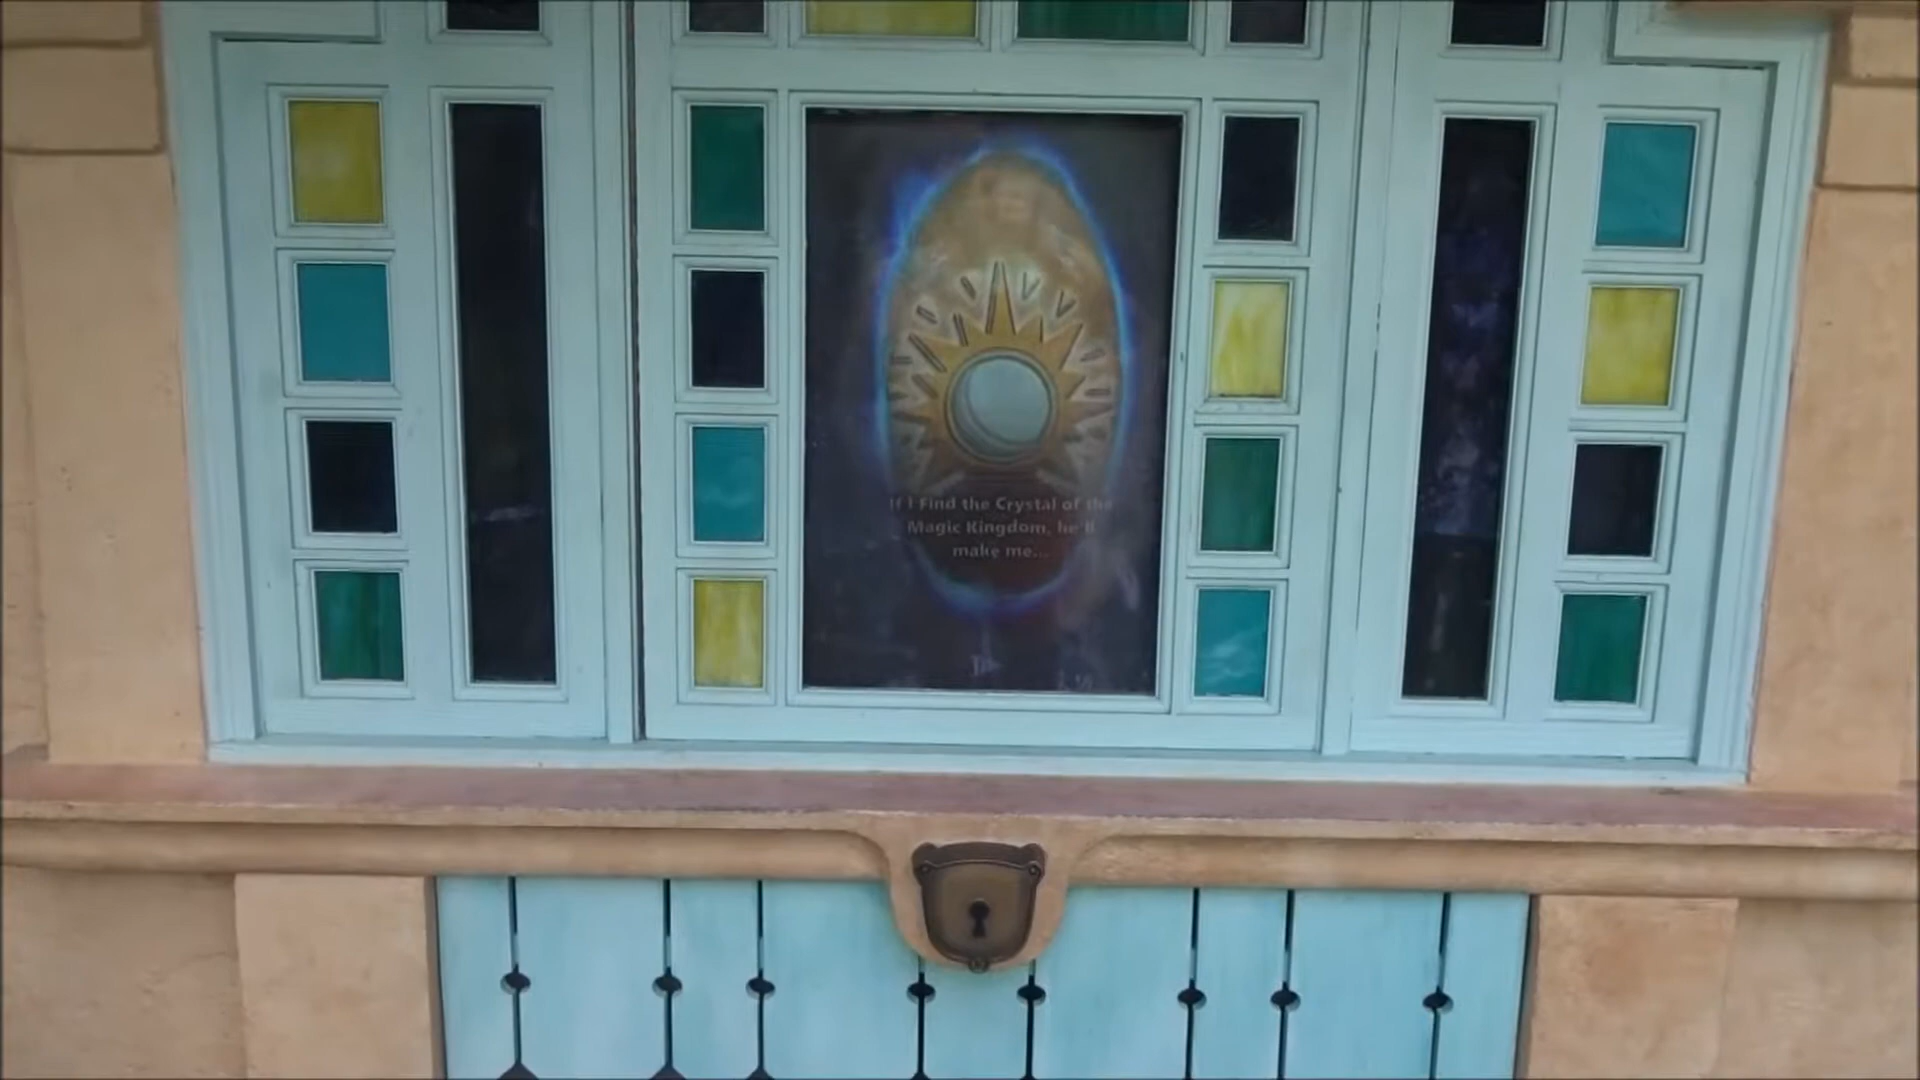 If I Find the Crystal of the
Magic Kingdom, he'll
make me...